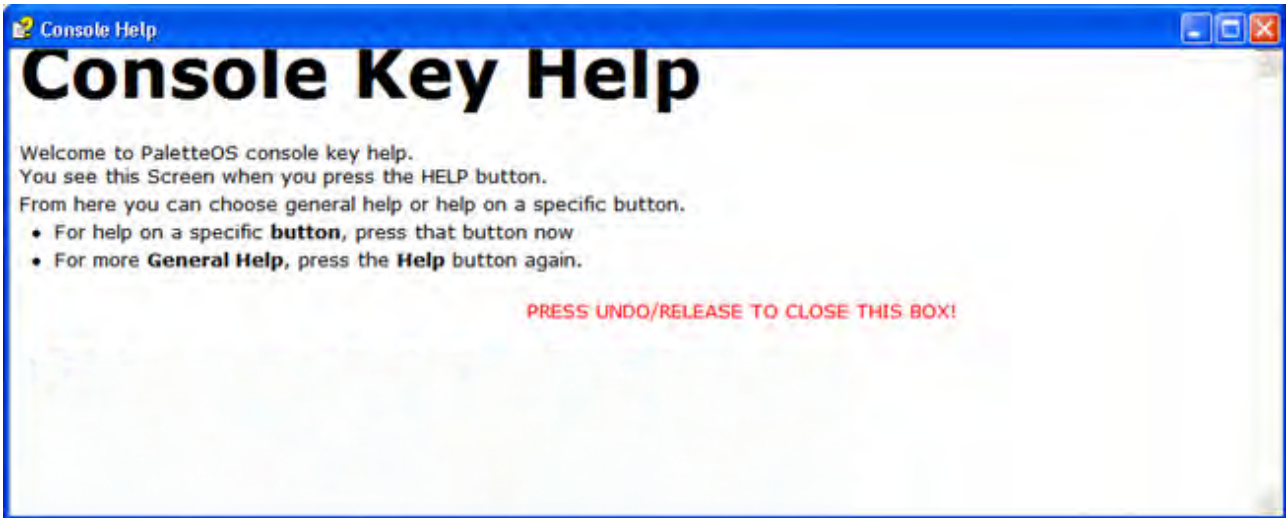 Console Help
Console Key Help
Welcome to PaletteOS console key help.
You see this Screen when you press the HELP button.
From here you can choose general help or help on a specific button.
• For help on a specific button, press that button now
• For more General Help, press the Help button again.
PRESS UNDO/RELEASE TO CLOSE THIS BOX!